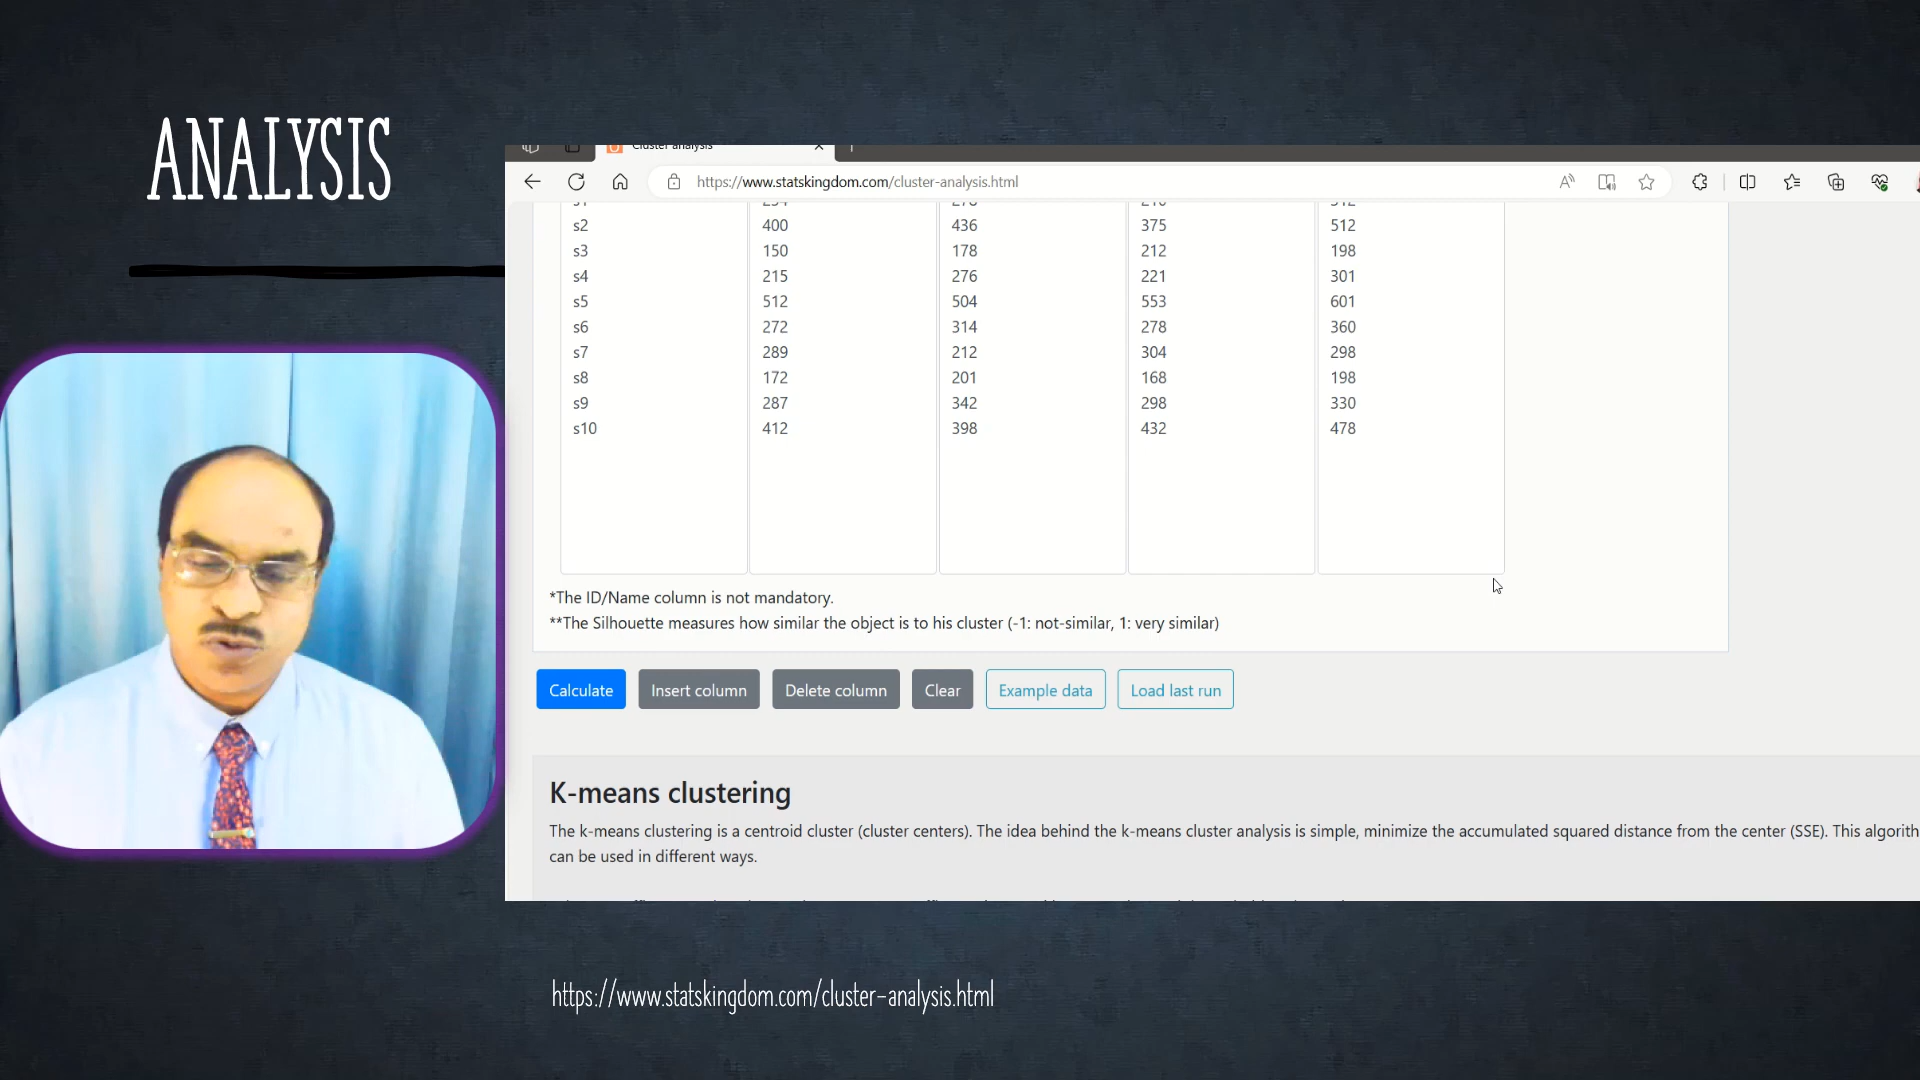 ANALYSIS
Cluster analysis
https://www.statskingdom.com/cluster-analysis.html
s2 400 436 375 512
s3 150 178 212 198
s4 215 276 221 301
s5 512 504 553 601
s6 272 314 278 360
s7 289 212 304 298
s8 172 201 168 198
s9 287 342 298 330
s10 412 398 432 478
*The ID/Name column is not mandatory.
**The Silhouette measures how similar the object is to his cluster (-1: not-similar, 1: very similar)
Calculate Insert column Delete column Clear Example data Load last run
K-means clustering
The k-means clustering is a centroid cluster (cluster centers). The idea behind the k-means cluster analysis is simple, minimize the accumulated squared distance from the center (SSE). This algorith
can be used in different ways.
https://www.statskingdom.com/cluster-analysis.html